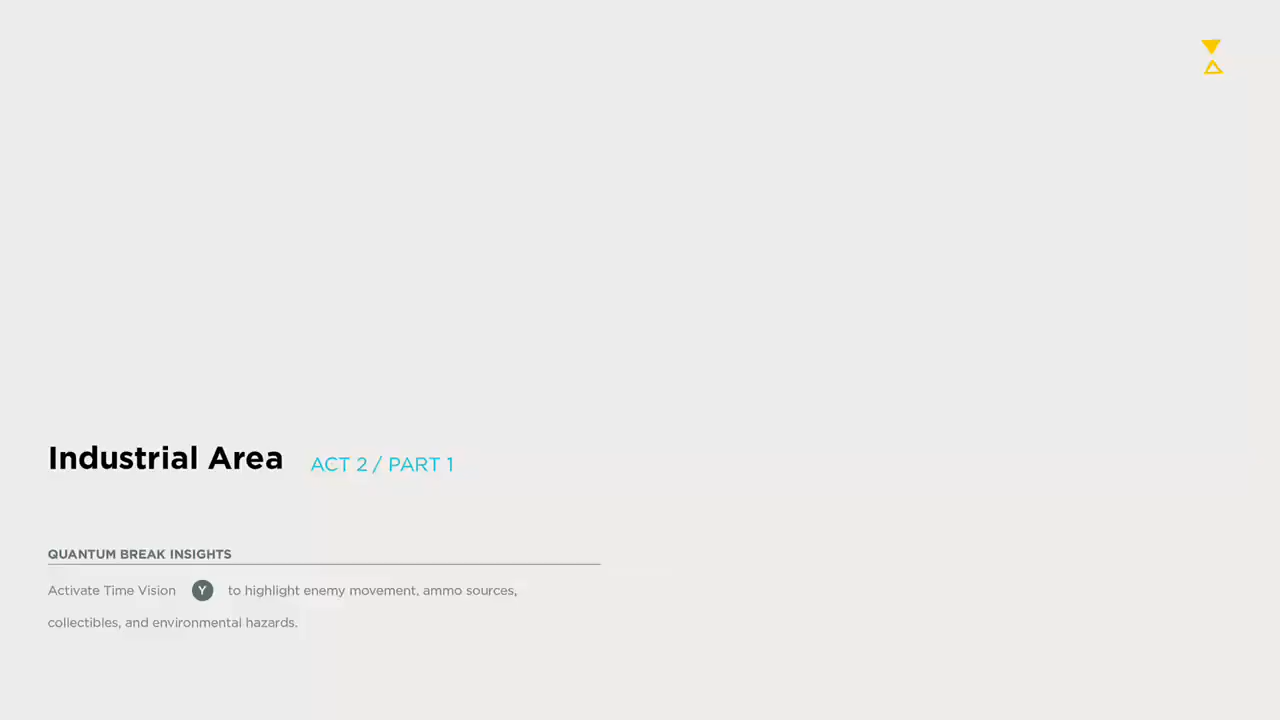 Industrial Area ACT 2 / PART 1
QUANTUM BREAK INSIGHTS
Activate Time Vision Y to highlight enemy movement, ammo sources,
collectibles, and environmental hazards.